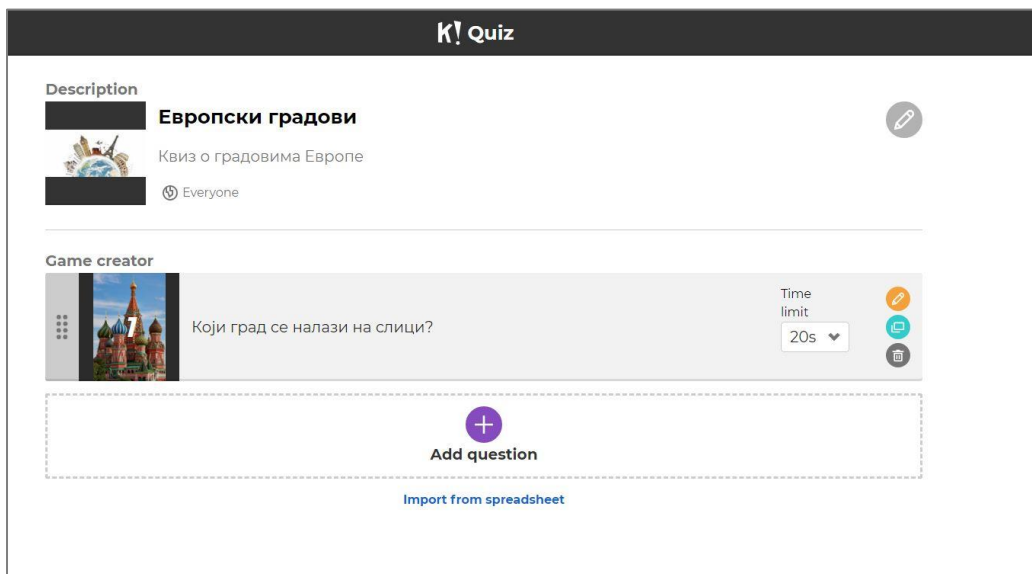 K! Quiz
Description
Европски градови
Квиз о градовима Европе
Everyone
Game creator
1
Који град се налази на слици?
Time
limit
20s
Add question
Import from spreadsheet